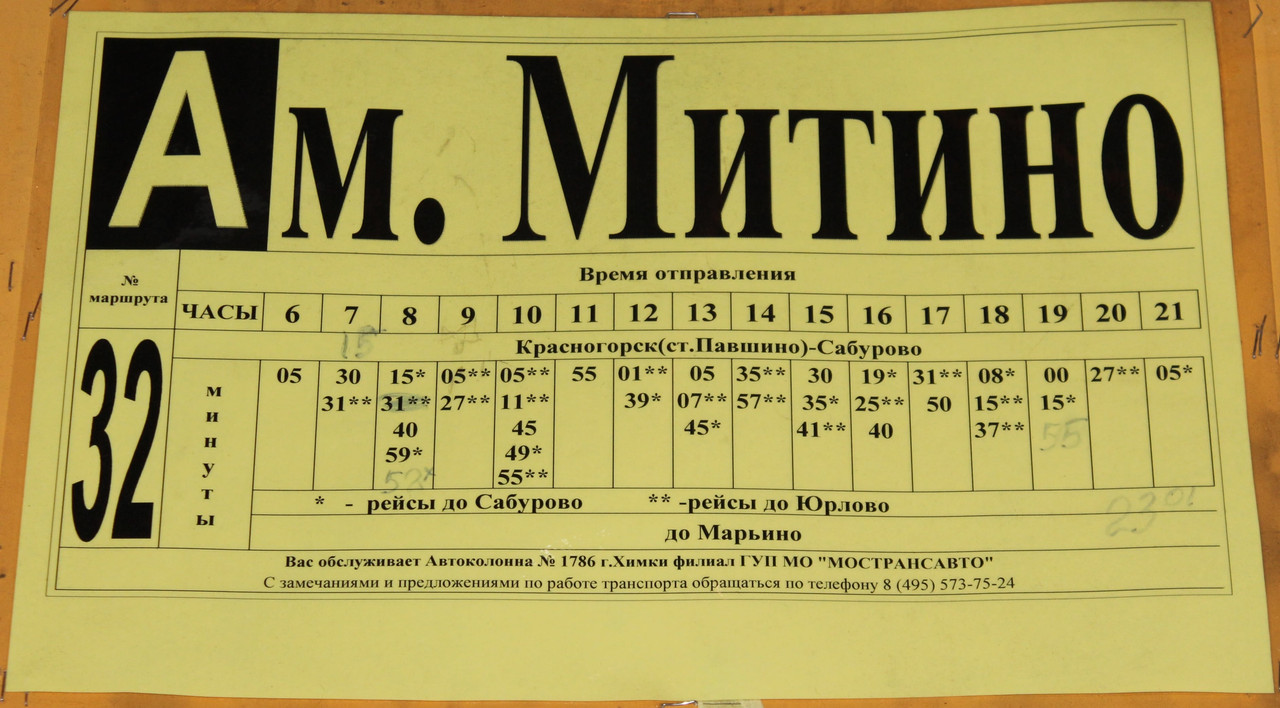 Ам. Митино
№ маршрута
Время отправления
ЧАСЫ 6 7 8 9 10 11 12 13 14 15 16 17 18 19 20 21
15
Красногорск(ст.Павшино)-Сабурово
32
минуты
05 30 15* 05** 05** 55 01** 05 35** 30 19* 31** 08* 00 27** 05*
31** 31** 27** 11** 39* 07** 57** 35* 25** 50 15** 15*
40 45 45* 41** 40 37** 55
59* 49*
53* 55**
* - рейсы до Сабурово ** -рейсы до Юрлово
23 01
до Марьино
Вас обслуживает Автоколонна № 1786 г.Химки филиал ГУП МО "МОСТРАНСАВТО"
С замечаниями и предложениями по работе транспорта обращаться по телефону 8 (495) 573-75-24